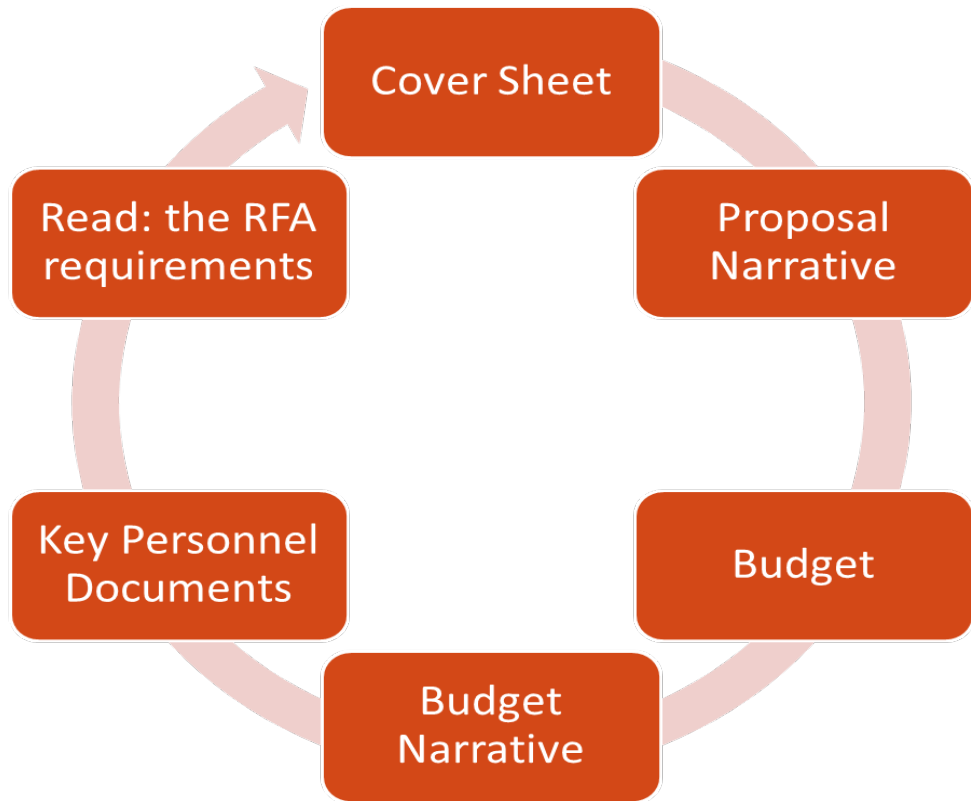 Cover Sheet
Proposal
Narrative
Budget
Budget
Narrative
Key Personnel
Documents
Read: the RFA
requirements